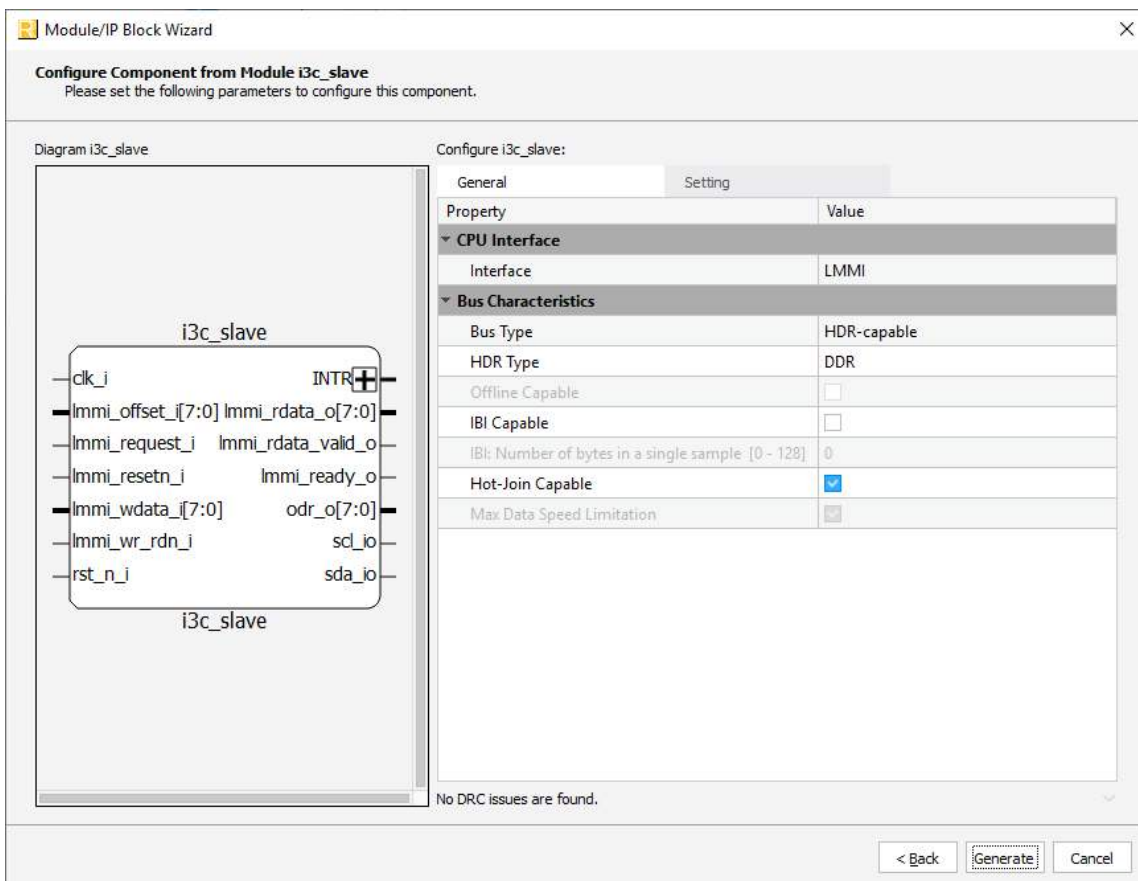 Module/IP Block Wizard
Configure Component from Module i3c_slave
Please set the following parameters to configure this component.
Diagram i3c_slave
i3c_slave
clk_i INTR
lmmi_offset_i[7:0] lmmi_rdata_o[7:0]
lmmi_request_i lmmi_rdata_valid_o
lmmi_resetn_i lmmi_ready_o
lmmi_wdata_i[7:0] odr_o[7:0]
lmmi_wr_rdn_i scl_io
rst_n_i sda_io
i3c_slave
Configure i3c_slave:
General Setting
Property Value
CPU Interface
Interface LMMI
Bus Characteristics
Bus Type HDR-capable
HDR Type DDR
Offline Capable
IBI Capable
IBI: Number of bytes in a single sample [0 - 128] 0
Hot-Join Capable
Max Data Speed Limitation
No DRC issues are found.
< Back Generate Cancel